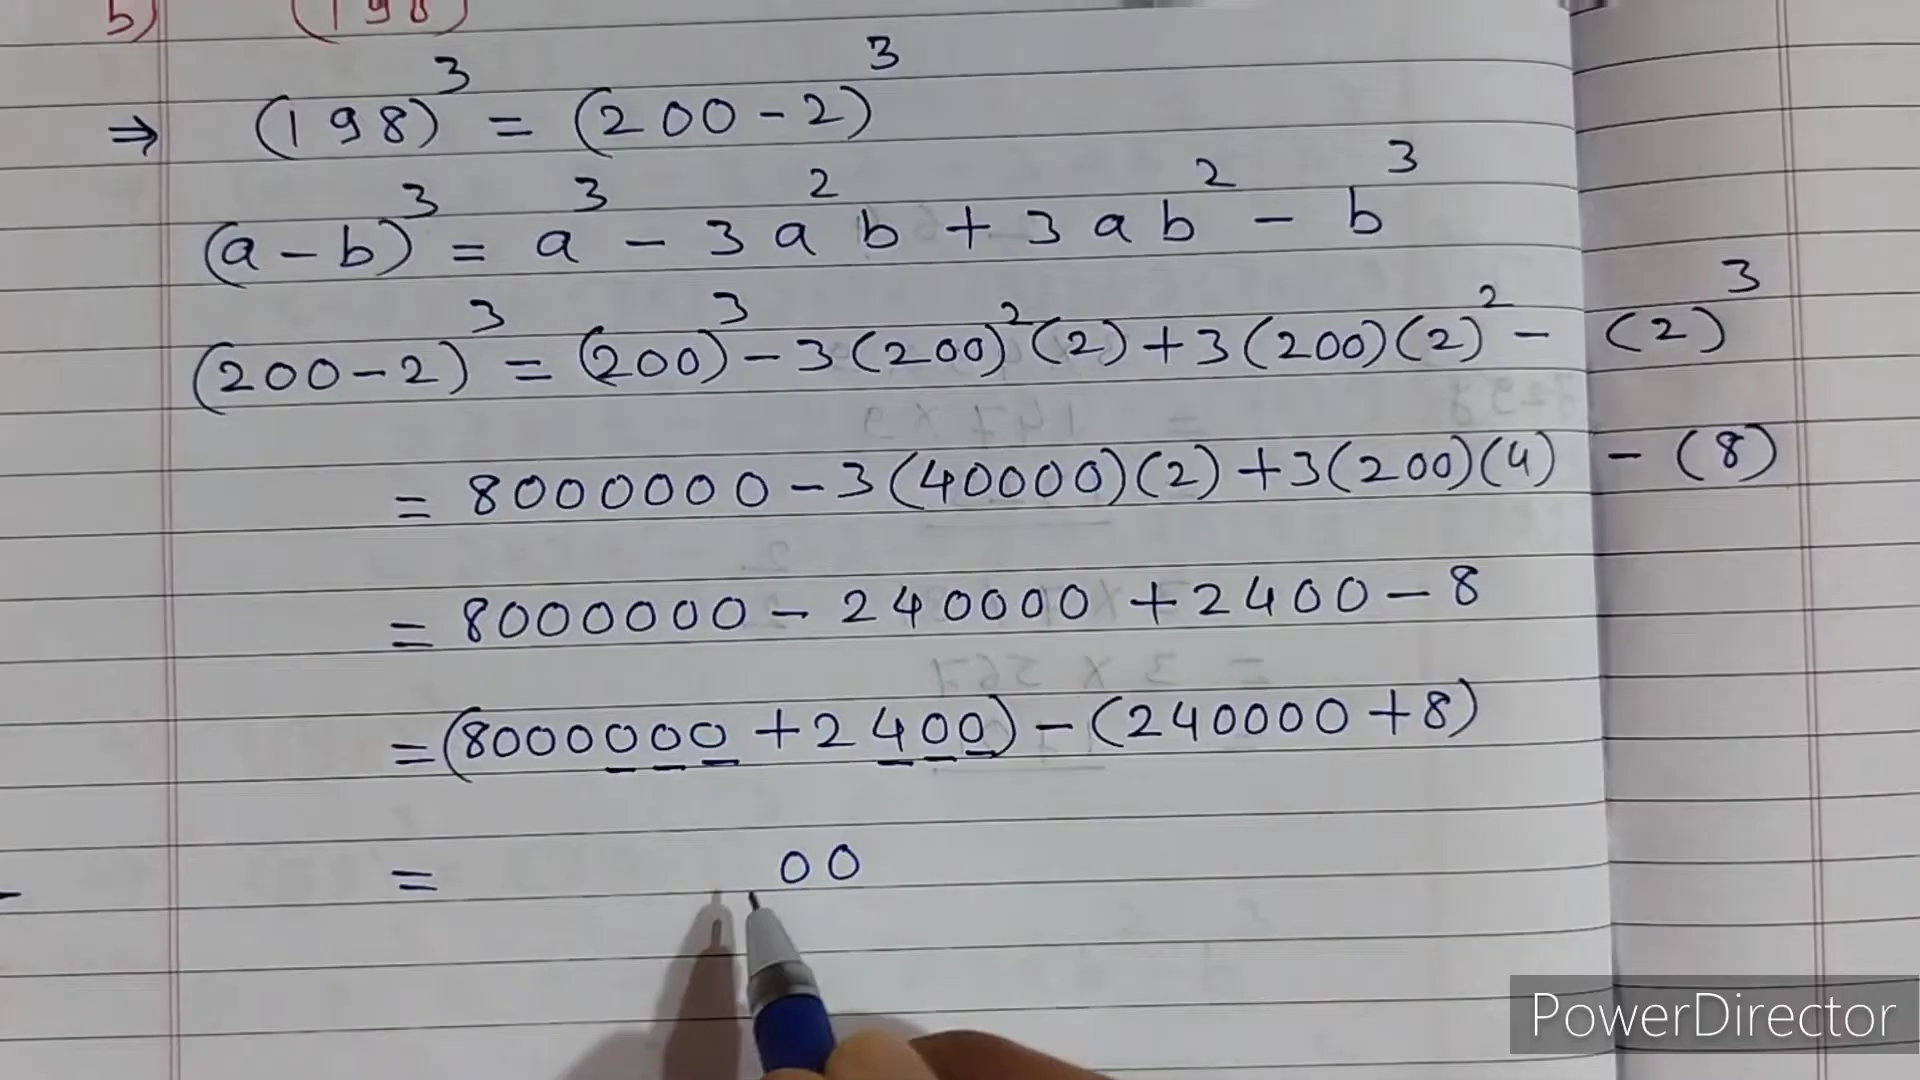 b) (198)
⇒ (198)³ = (200-2)³
(a-b)³ = a³ - 3a²b + 3ab² - b³
(200-2)³ = (200)³ - 3(200)²(2) + 3(200)(2)² - (2)³
= 8000000 - 3(40000)(2) + 3(200)(4) - (8)
= 8000000 - 240000 + 2400 - 8
= (8000000 + 2400) - (240000 + 8)
= 00
PowerDirector